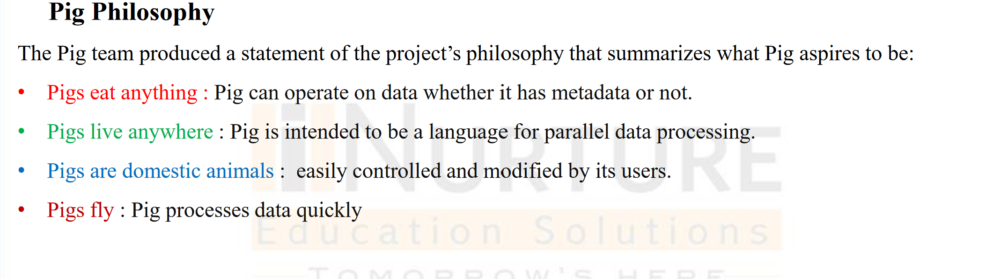 Pig Philosophy
The Pig team produced a statement of the project’s philosophy that summarizes what Pig aspires to be:
• Pigs eat anything : Pig can operate on data whether it has metadata or not.
• Pigs live anywhere : Pig is intended to be a language for parallel data processing.
• Pigs are domestic animals :  easily controlled and modified by its users.
• Pigs fly : Pig processes data quickly
iNURTURE
Education Solutions
TOMORROW'S HERE